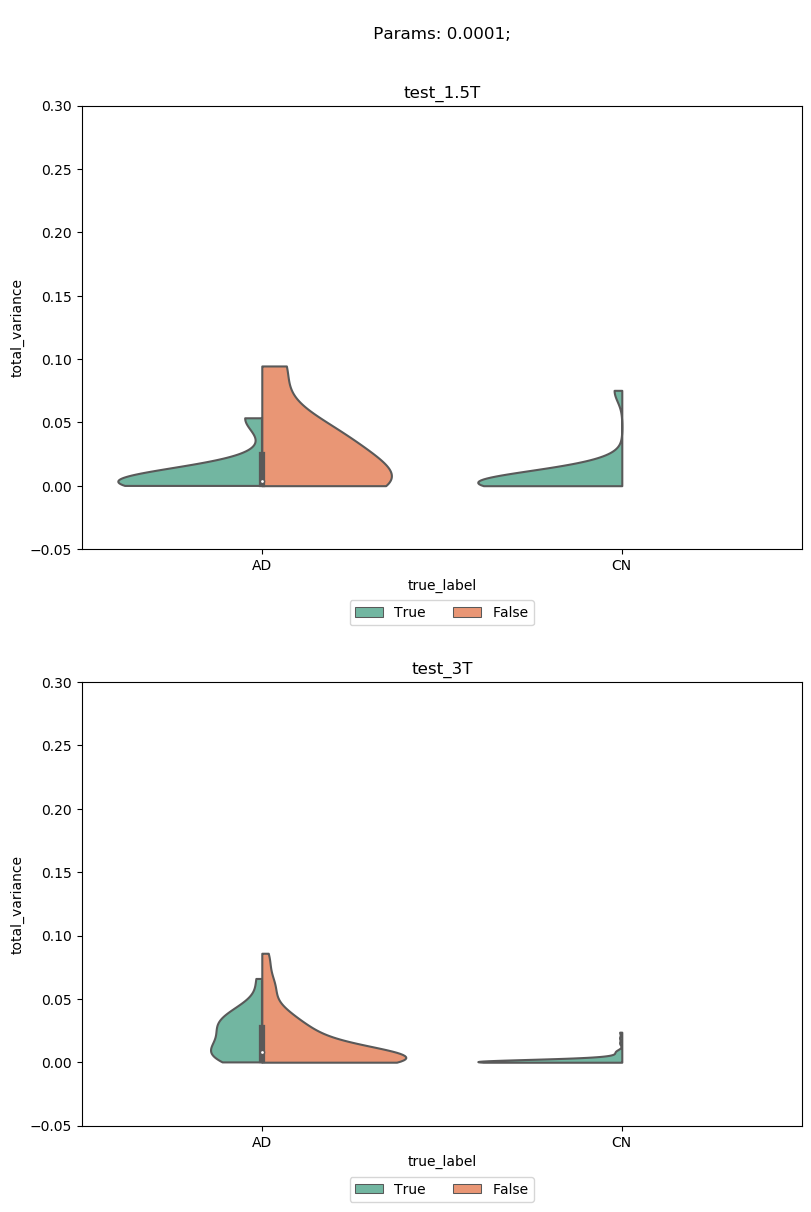 Params: 0.0001;
test_1.5T
0.30
0.25
0.20
0.15
0.10
0.05
0.00
−0.05
total_variance
AD CN
true_label
True False
test_3T
0.30
0.25
0.20
0.15
0.10
0.05
0.00
−0.05
total_variance
AD CN
true_label
True False